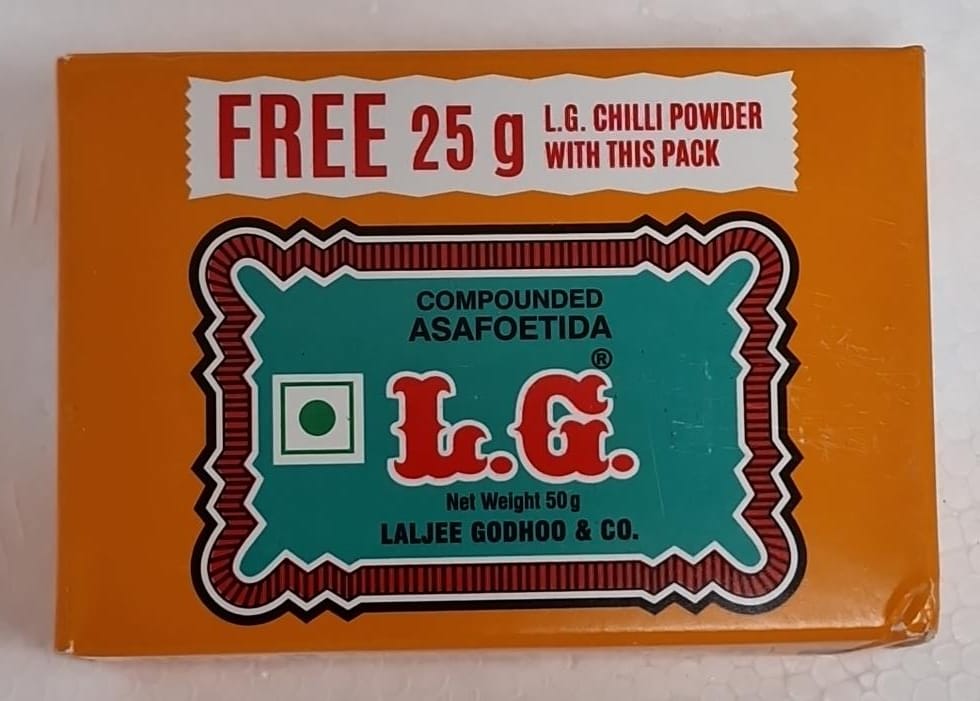 FREE 25 g L.G. CHILLI POWDER
WITH THIS PACK
COMPOUNDED
ASAFOETIDA
L.G.®
Net Weight 50g
LALJEE GODHOO & CO.